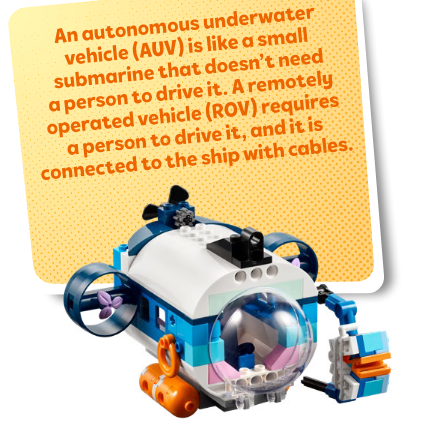 An autonomous underwater
vehicle (AUV) is like a small
submarine that doesn't need
a person to drive it. A remotely
operated vehicle (ROV) requires
a person to drive it, and it is
connected to the ship with cables.